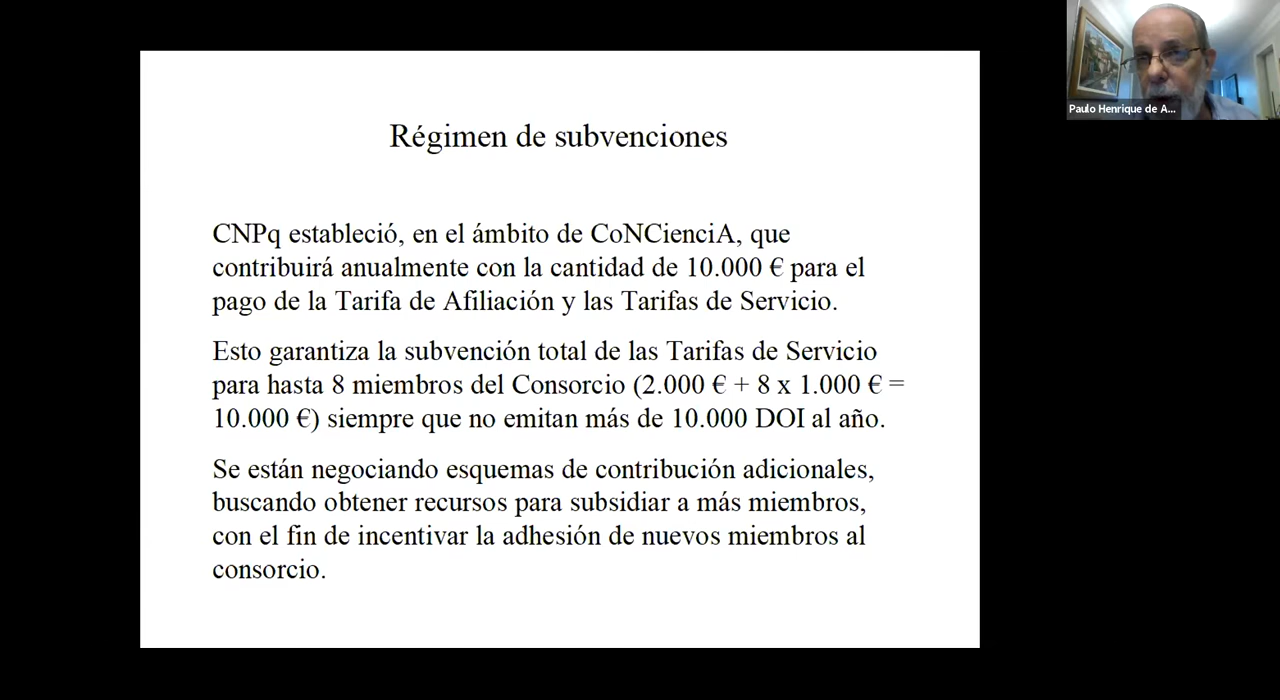 Régimen de subvenciones
CNPq estableció, en el ámbito de CoNCienciA, que
contribuirá anualmente con la cantidad de 10.000 € para el
pago de la Tarifa de Afiliación y las Tarifas de Servicio.
Esto garantiza la subvención total de las Tarifas de Servicio
para hasta 8 miembros del Consorcio (2.000 € + 8 x 1.000 € =
10.000 €) siempre que no emitan más de 10.000 DOI al año.
Se están negociando esquemas de contribución adicionales,
buscando obtener recursos para subsidiar a más miembros,
con el fin de incentivar la adhesión de nuevos miembros al
consorcio.
Paulo Henrique de A...